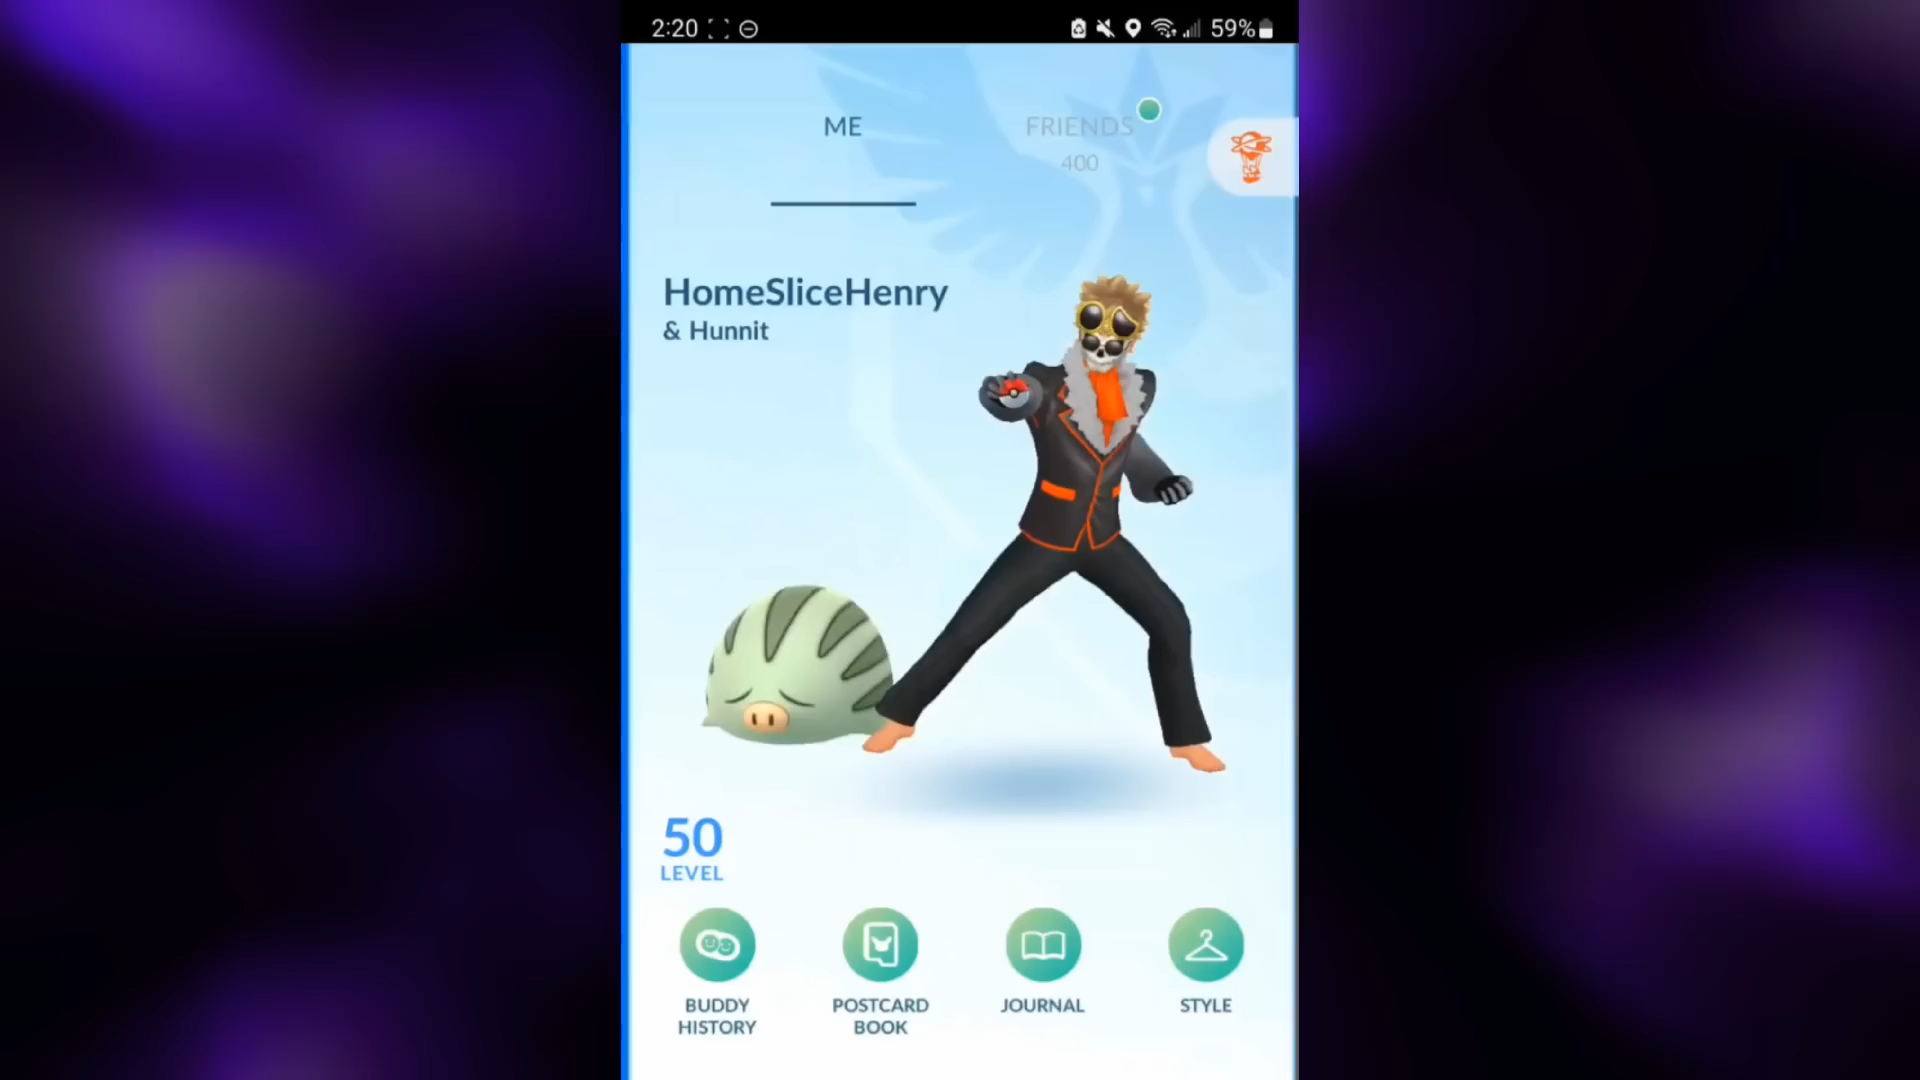 2:20
59%
ME
FRIENDS
400
HomeSliceHenry
& Hunnit
50
LEVEL
BUDDY
HISTORY
POSTCARD
BOOK
JOURNAL
STYLE